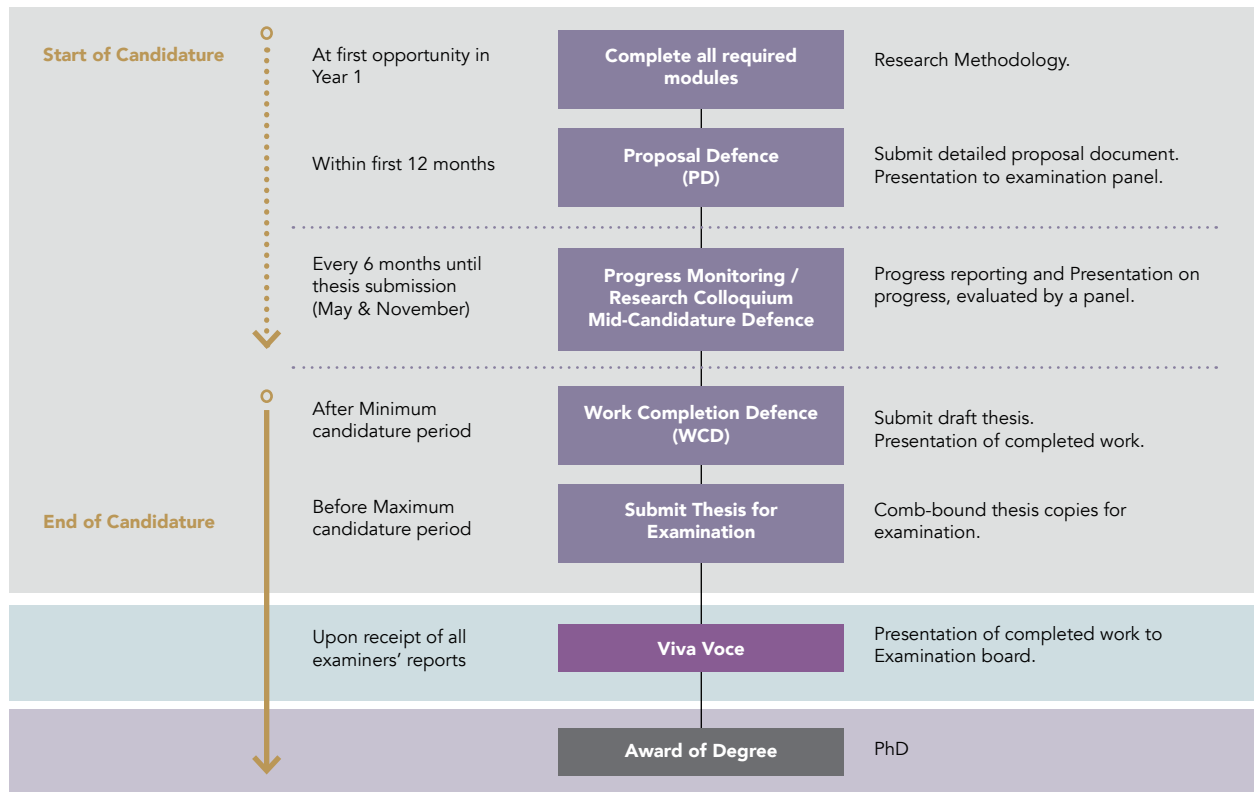 Start of Candidature
At first opportunity in
Year 1
Complete all required
modules
Research Methodology.
Within first 12 months
Proposal Defence
(PD)
Submit detailed proposal document.
Presentation to examination panel.
Every 6 months until
thesis submission
(May & November)
Progress Monitoring /
Research Colloquium
Mid-Candidature Defence
Progress reporting and Presentation on
progress, evaluated by a panel.
After Minimum
candidature period
Work Completion Defence
(WCD)
Submit draft thesis.
Presentation of completed work.
End of Candidature
Before Maximum
candidature period
Submit Thesis for
Examination
Comb-bound thesis copies for
examination.
Upon receipt of all
examiners' reports
Viva Voce
Presentation of completed work to
Examination board.
Award of Degree
PhD